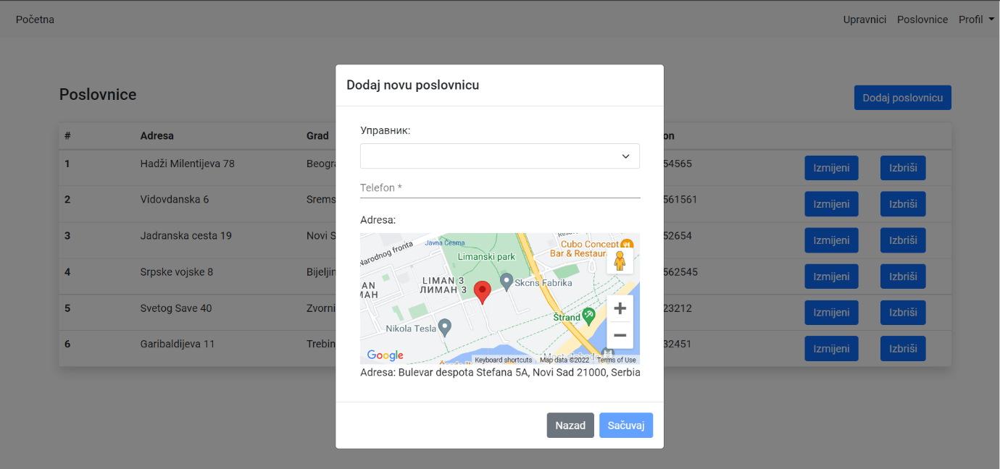 Početna
Upravnici Poslovnice Profil
Dodaj novu poslovnicu
Poslovnice
Dodaj poslovnicu
# Adresa Grad on
Управник:
1 Hadži Milentijeva 78 Beogra 54565 Izmijeni Izbriši
Telefon *
2 Vidovdanska 6 Srems 561561 Izmijeni Izbriši
Adresa:
3 Jadranska cesta 19 Novi S 52654 Izmijeni Izbriši
4 Srpske vojske 8 Bijeljin 562545 Izmijeni Izbriši
5 Svetog Save 40 Zvorni 23212 Izmijeni Izbriši
6 Garibaldijeva 11 Trebin 32451 Izmijeni Izbriši
Narodnog fronta
Javna Česma
Limanski park
Cubo Concept
Bar & Restaura
LIMAN 3
ЛИМАН 3
AN
МАН
Skcns Fabrika
Štrand
Nikola Tesla
Google
Keyboard shortcuts Map data ©2022 Terms of Use
Adresa: Bulevar despota Stefana 5A, Novi Sad 21000, Serbia
Nazad Sačuvaj